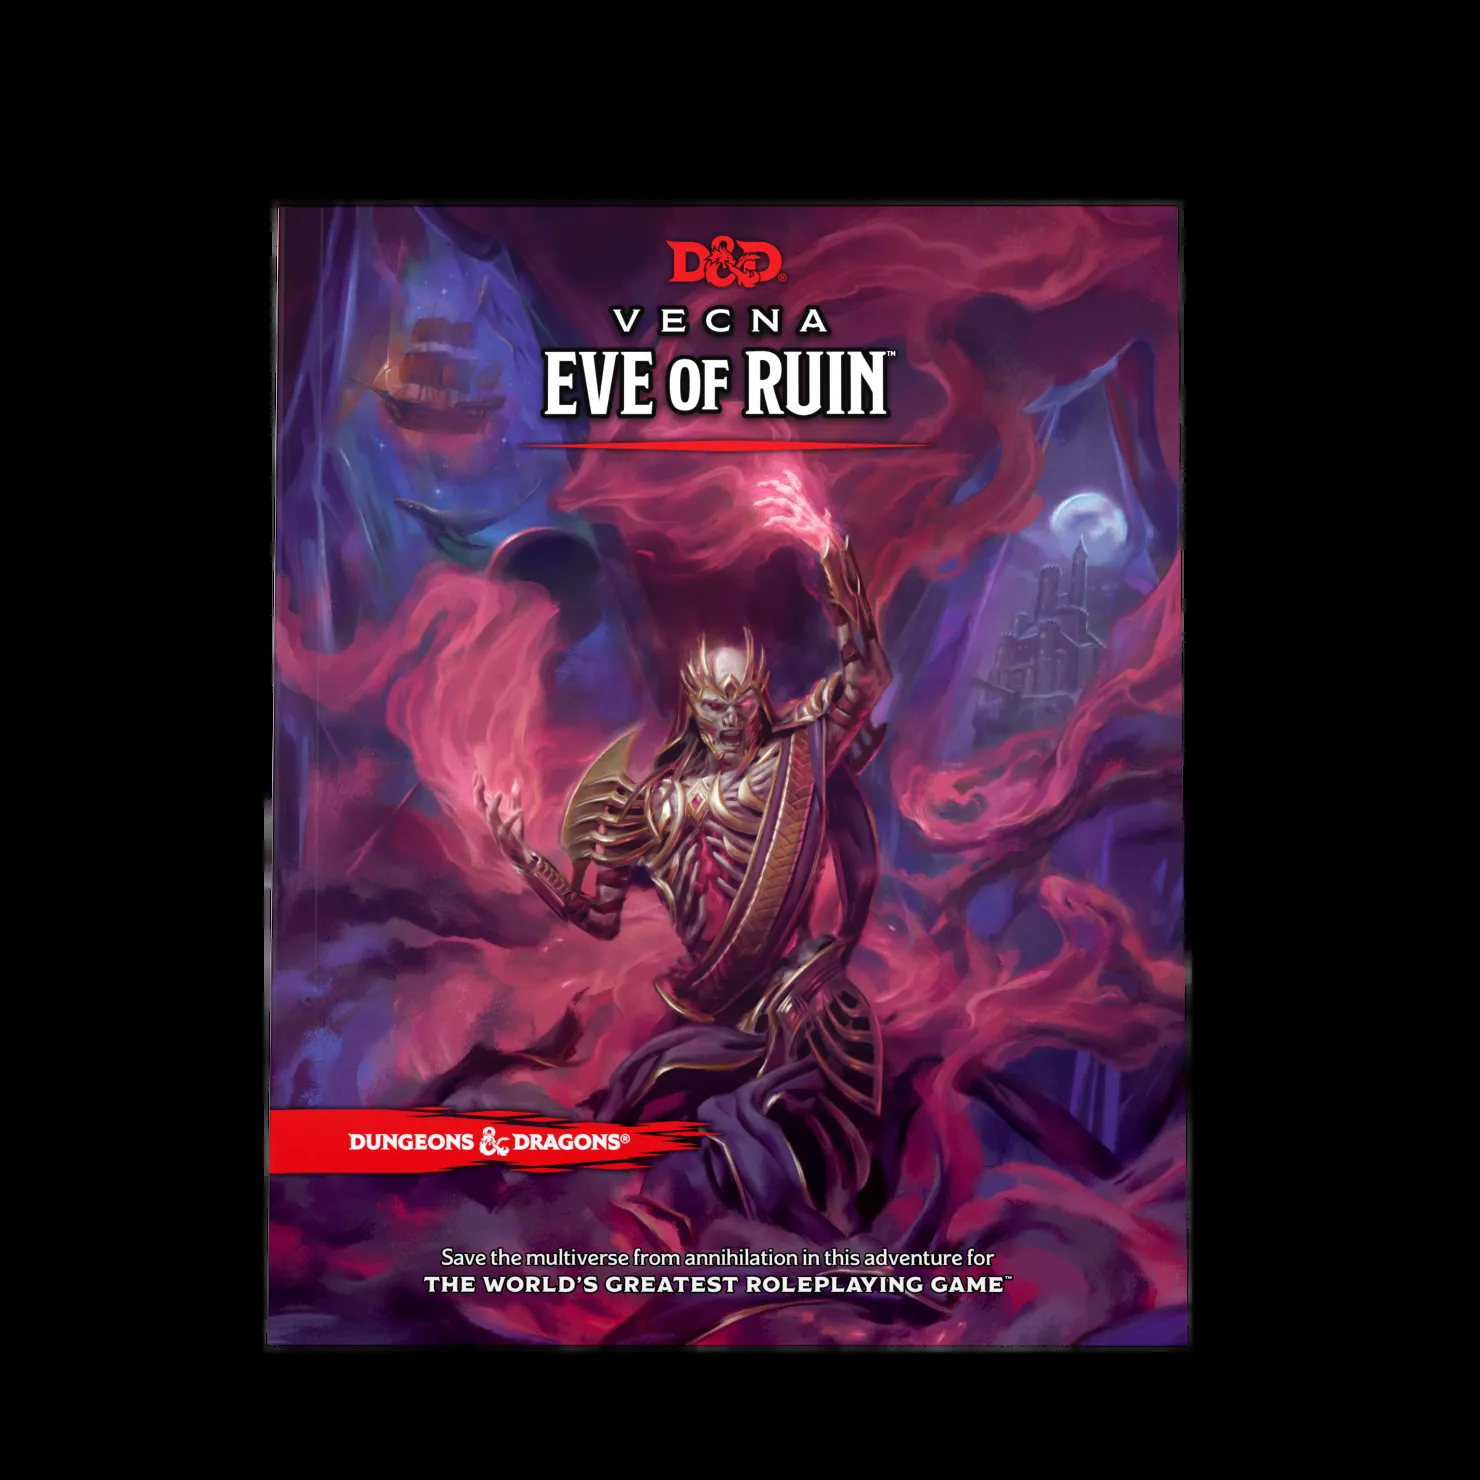 D&D®
VECNA
EVE OF RUIN™
DUNGEONS & DRAGONS®
Save the multiverse from annihilation in this adventure for
THE WORLD'S GREATEST ROLEPLAYING GAME™